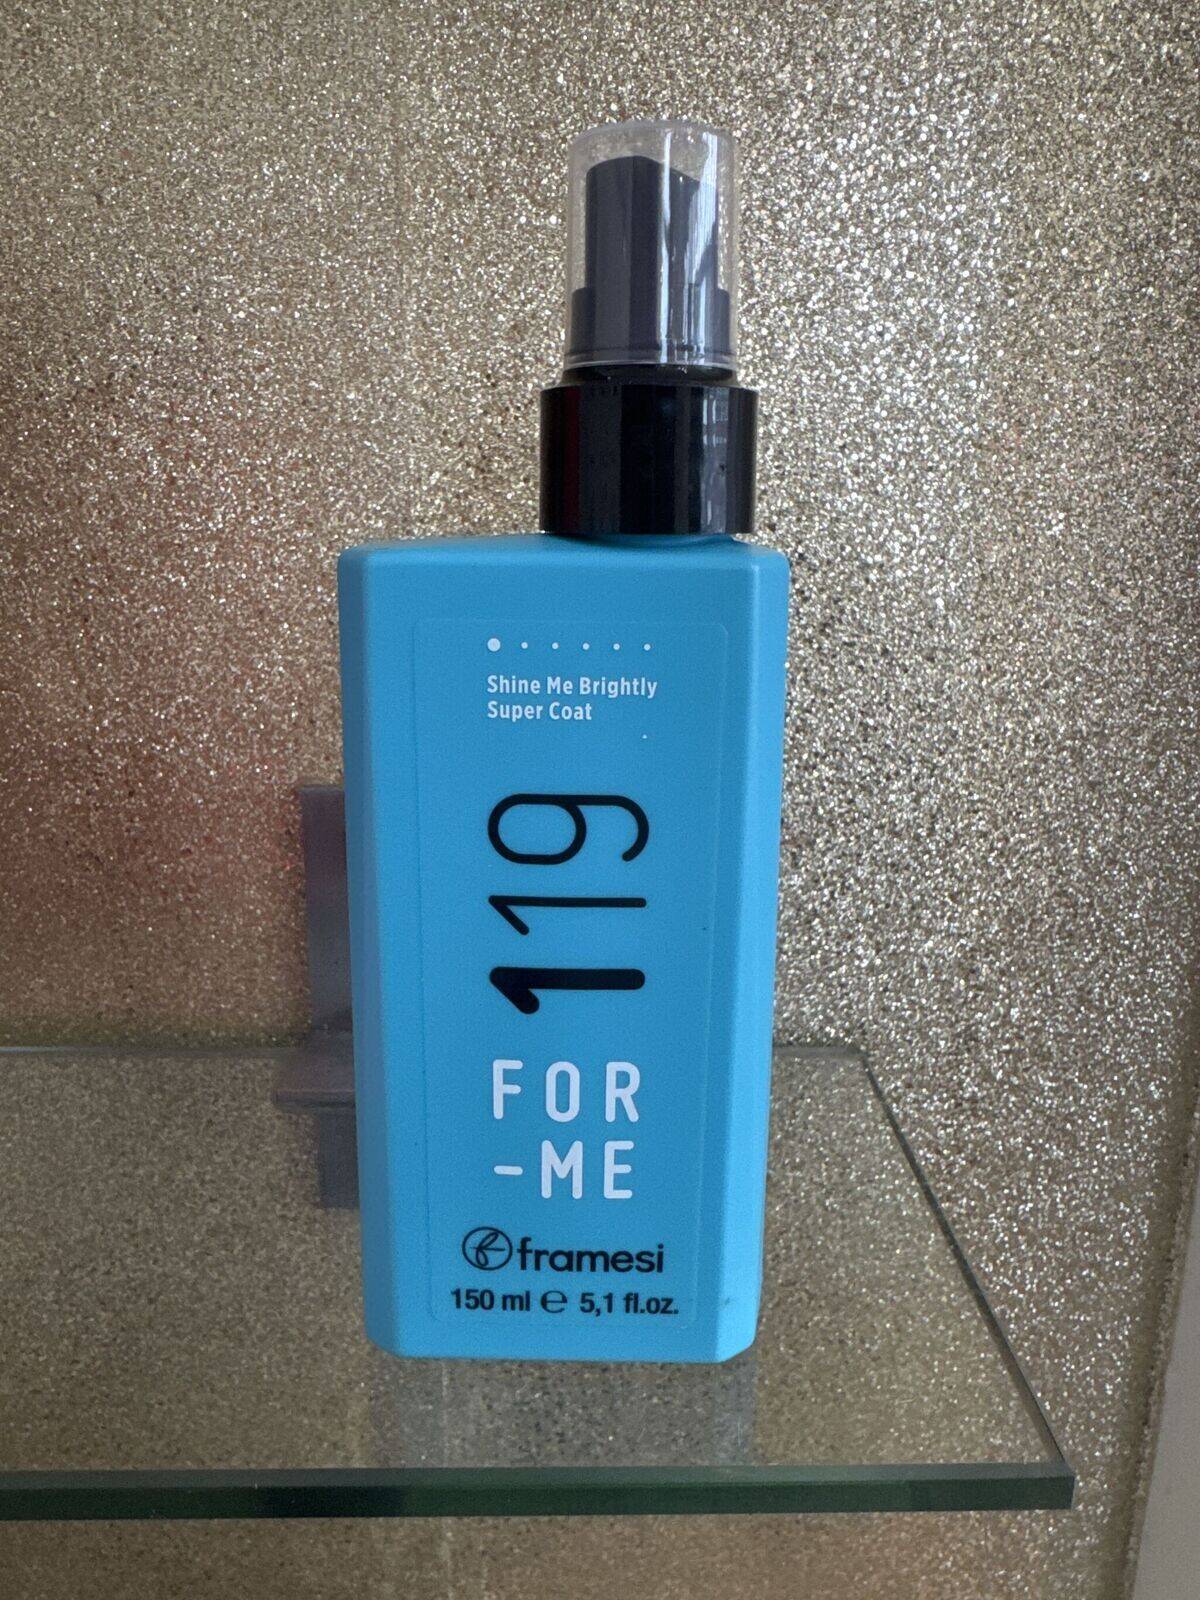 Shine Me Brightly
Super Coat
119
FOR
-ME
framesi
150 ml e 5,1 fl.oz.